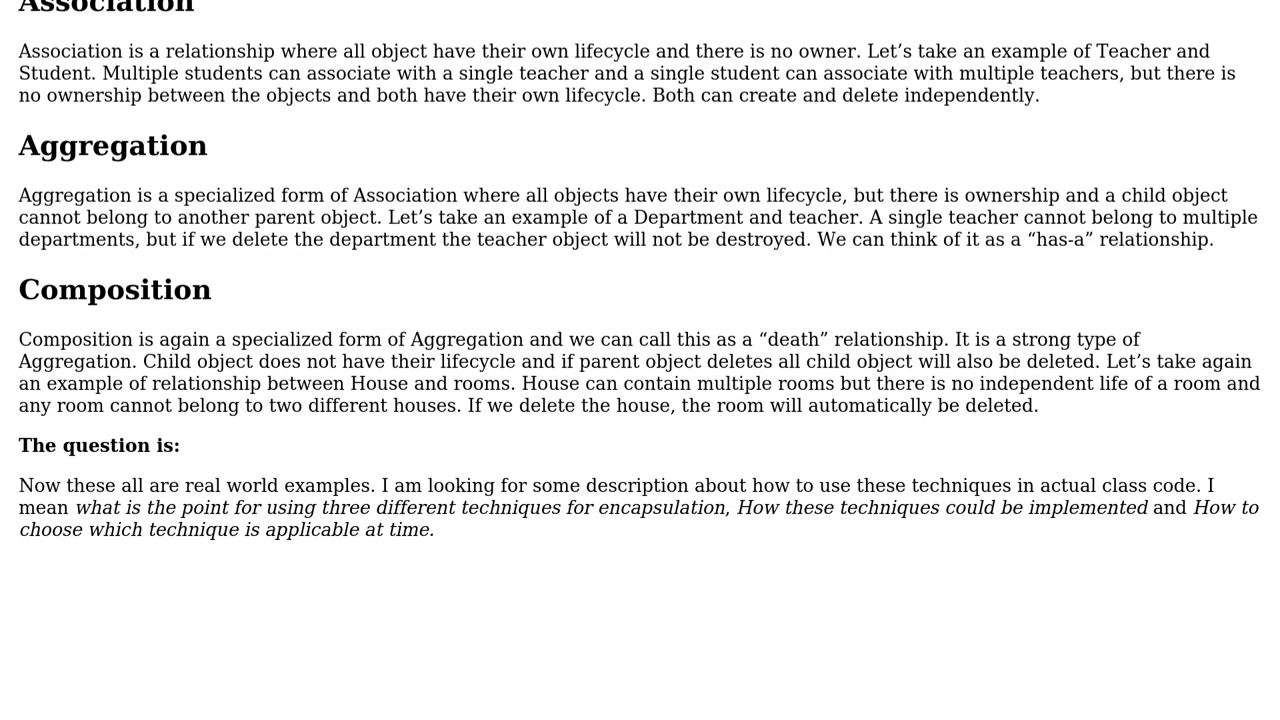 Association
Association is a relationship where all object have their own lifecycle and there is no owner. Let’s take an example of Teacher and
Student. Multiple students can associate with a single teacher and a single student can associate with multiple teachers, but there is
no ownership between the objects and both have their own lifecycle. Both can create and delete independently.
Aggregation
Aggregation is a specialized form of Association where all objects have their own lifecycle, but there is ownership and a child object
cannot belong to another parent object. Let’s take an example of a Department and teacher. A single teacher cannot belong to multiple
departments, but if we delete the department the teacher object will not be destroyed. We can think of it as a “has-a” relationship.
Composition
Composition is again a specialized form of Aggregation and we can call this as a “death” relationship. It is a strong type of
Aggregation. Child object does not have their lifecycle and if parent object deletes all child object will also be deleted. Let’s take again
an example of relationship between House and rooms. House can contain multiple rooms but there is no independent life of a room and
any room cannot belong to two different houses. If we delete the house, the room will automatically be deleted.
The question is:
Now these all are real world examples. I am looking for some description about how to use these techniques in actual class code. I
mean what is the point for using three different techniques for encapsulation, How these techniques could be implemented and How to
choose which technique is applicable at time.